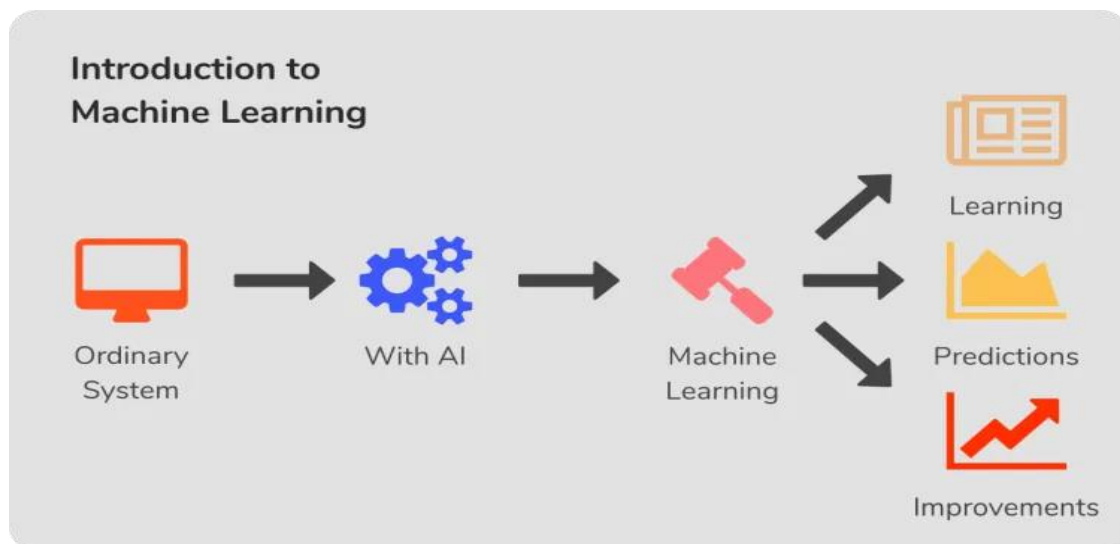 Introduction to
Machine Learning
Ordinary
System
With AI
Machine
Learning
Learning
Predictions
Improvements